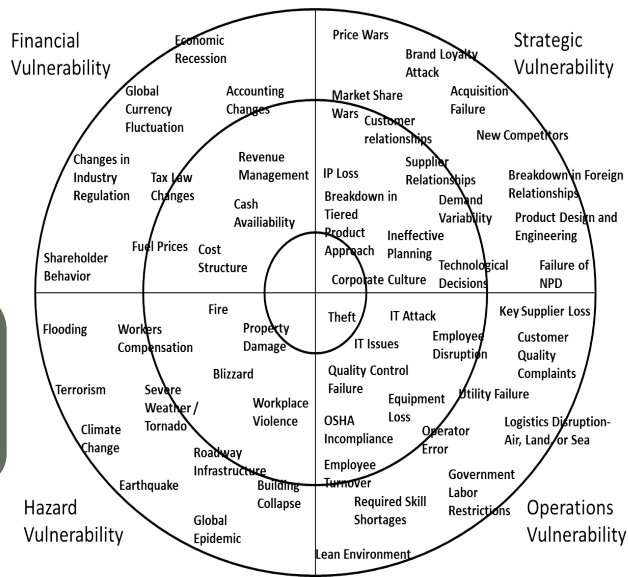 Financial
Vulnerability
Economic
Recession
Global
Currency
Fluctuation
Accounting
Changes
Changes in
Industry
Regulation
Tax Law
Changes
Revenue
Management
Cash
Availiability
Fuel Prices
Cost
Structure
Shareholder
Behavior
Strategic
Vulnerability
Price Wars
Brand Loyalty
Attack
Market Share
Wars
Acquisition
Failure
Customer
relationships
New Competitors
IP Loss
Supplier
Relationships
Breakdown in Foreign
Relationships
Breakdown in
Tiered
Product
Approach
Demand
Variability
Product Design and
Engineering
Ineffective
Planning
Corporate Culture
Technological
Decisions
Failure of
NPD
Fire
Flooding
Workers
Compensation
Property
Damage
Blizzard
Terrorism
Severe
Weather /
Tornado
Workplace
Violence
Climate
Change
Roadway
Infrastructure
Earthquake
Building
Collapse
Global
Epidemic
Hazard
Vulnerability
Theft
IT Attack
Key Supplier Loss
IT Issues
Employee
Disruption
Customer
Quality
Complaints
Quality Control
Failure
Utility Failure
Equipment
Loss
OSHA
Incompliance
Operator
Error
Logistics Disruption-
Air, Land, or Sea
Employee
Turnover
Government
Labor
Restrictions
Required Skill
Shortages
Lean Environment
Operations
Vulnerability